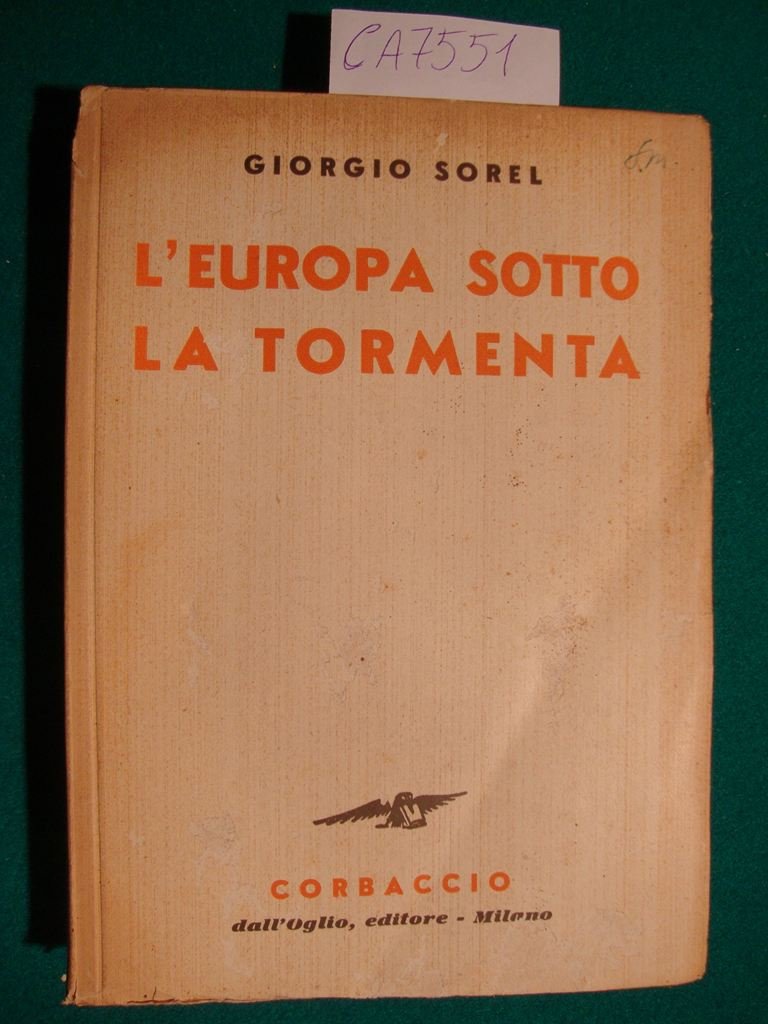 CA7551
GIORGIO SOREL
L'EUROPA SOTTO
LA TORMENTA
CORBACCIO
dall'Oglio, editore - Milano